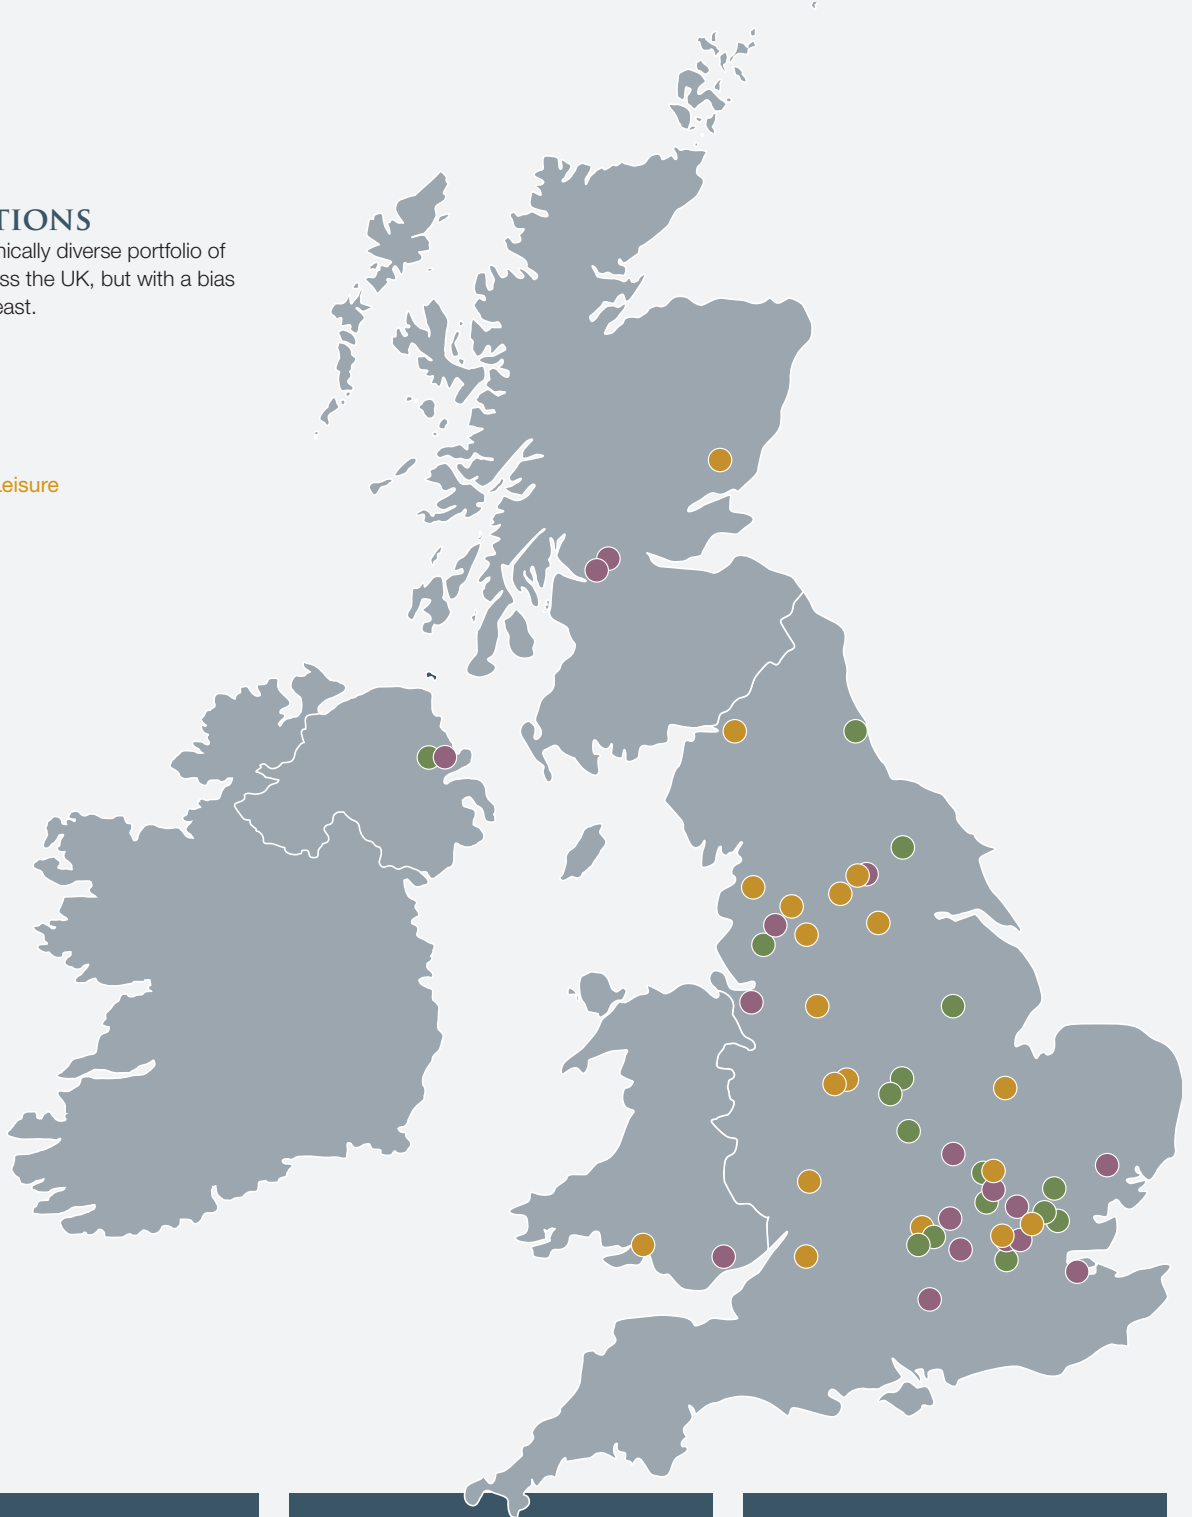 TIONS
nically diverse portfolio of
ss the UK, but with a bias
east.
Leisure